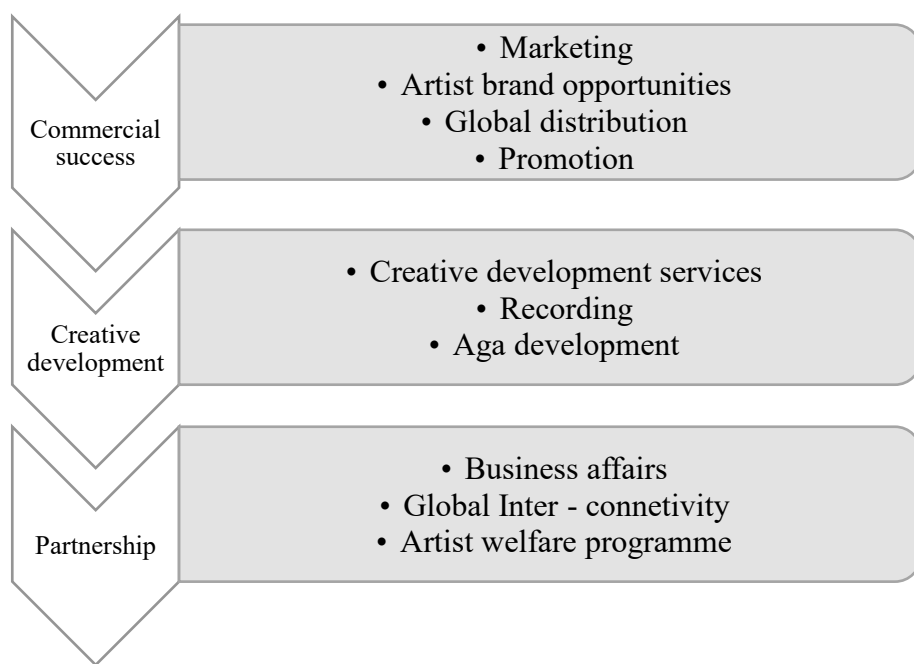 Commercial
success
• Marketing
• Artist brand opportunities
• Global distribution
• Promotion
Creative
development
• Creative development services
• Recording
• Aga development
Partnership
• Business affairs
• Global Inter - connetivity
• Artist welfare programme